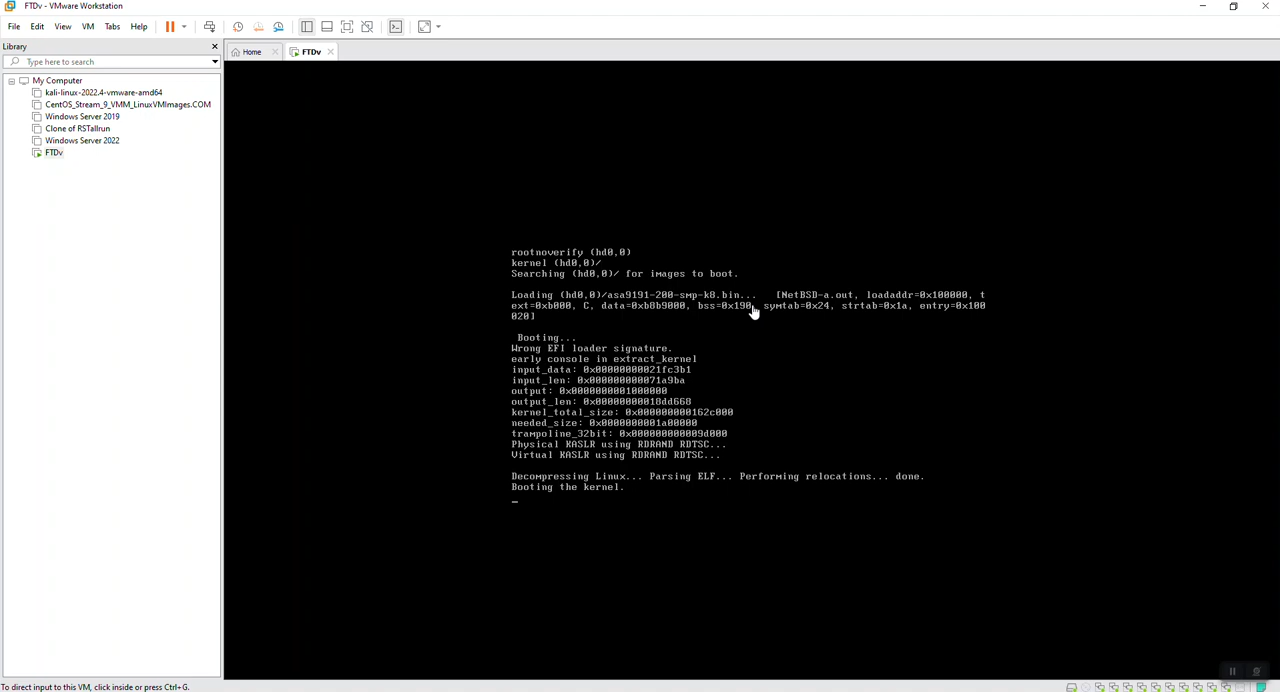 FTDv - VMware Workstation
File Edit View VM Tabs Help
Library
Home
FTDv
Type here to search
My Computer
kali-linux-2022.4-vmware-amd64
CentOS_Stream_9_VMM_LinuxVMImages.COM
Windows Server 2019
Clone of RSTallrun
Windows Server 2022
FTDv
rootnoverify (hd0,0)
kernel (hd0,0)/
Searching (hd0,0)/ for images to boot.
Loading (hd0,0)/asa9191-200-smp-k8.bin... [NetBSD-a.out, loadaddr=0x100000, t
ext=0xb000, C, data=0xb8b9000, bss=0x190, symtab=0x24, strtab=0x1a, entry=0x100
020]
Booting...
Wrong EFI loader signature.
early console in extract_kernel
input_data: 0x00000000021fc3b1
input_len: 0x000000000071a9ba
output: 0x0000000001000000
output_len: 0x00000000018dd668
kernel_total_size: 0x000000000162c000
needed_size: 0x0000000001a00000
trampoline_32bit: 0x000000000009d000
Physical KASLR using RDRAND RDTSC...
Virtual KASLR using RDRAND RDTSC...
Decompressing Linux... Parsing ELF... Performing relocations... done.
Booting the kernel.
To direct input to this VM, click inside or press Ctrl+G.